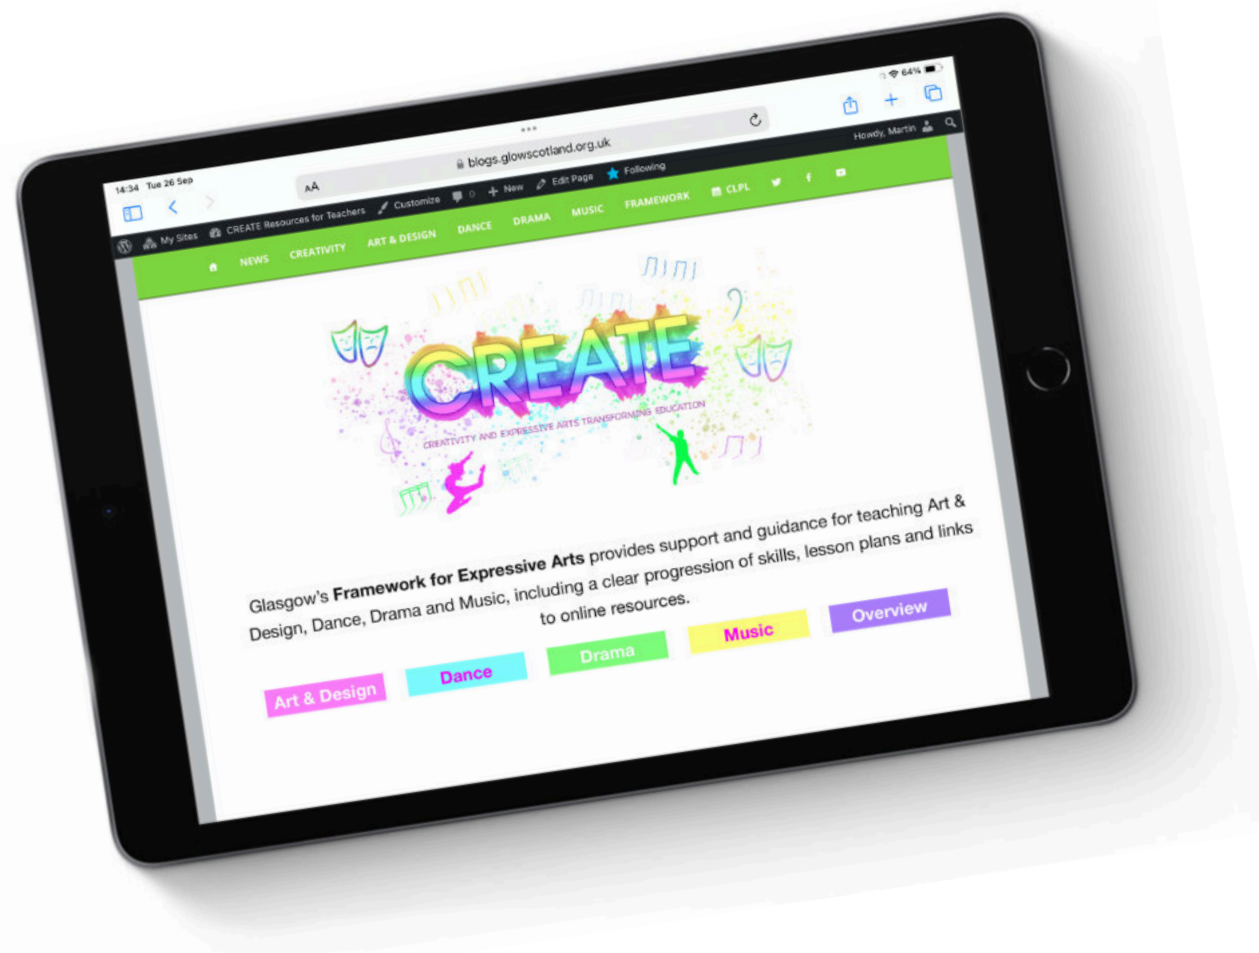 14:34 Tue 26 Sep
64%
AA blogs.glowscotland.org.uk
My Sites CREATE Resources for Teachers Customize 0 New Edit Page Following Howdy, Martin
NEWS CREATIVITY ART & DESIGN DANCE DRAMA MUSIC FRAMEWORK CLPL
CREATE
CREATIVITY AND EXPRESSIVE ARTS TRANSFORMING EDUCATION
Glasgow's Framework for Expressive Arts provides support and guidance for teaching Art &
Design, Dance, Drama and Music, including a clear progression of skills, lesson plans and links
to online resources.
Art & Design Dance Drama Music Overview